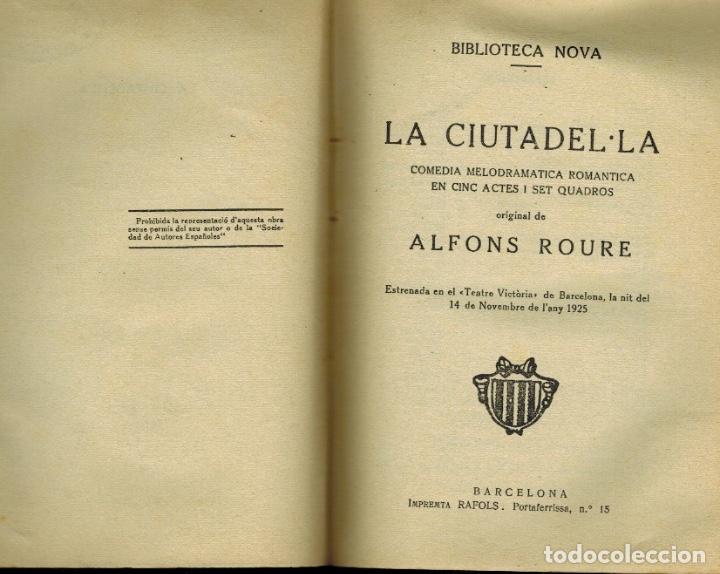 Prohibida la representació d'aquesta obra
sense permis del seu autor o de la "Socie-
dad de Autores Españoles"
BIBLIOTECA NOVA
LA CIUTADEL·LA
COMEDIA MELODRAMATICA ROMANTICA
EN CINC ACTES I SET QUADROS
original de
ALFONS ROURE
Estrenada en el «Teatre Victòria» de Barcelona, la nit del
14 de Novembre de l'any 1925
BARCELONA
IMPREMTA RAFOLS. Portaferrissa, n.º 15
todocoleccion